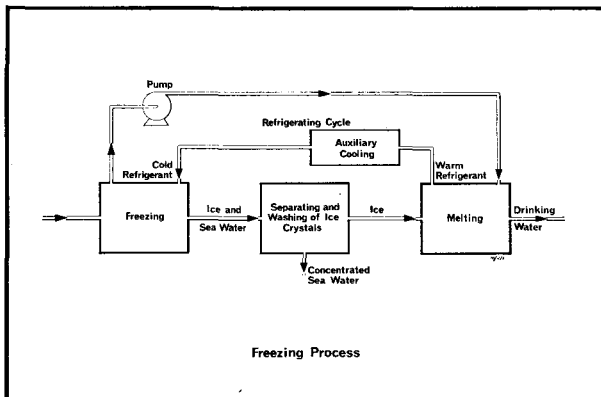 Pump
Refrigerating Cycle
Auxiliary
Cooling
Cold
Refrigerant
Warm
Refrigerant
Freezing
Ice and
Sea Water
Separating and
Washing of Ice
Crystals
Ice
Melting
Drinking
Water
Concentrated
Sea Water
Freezing Process